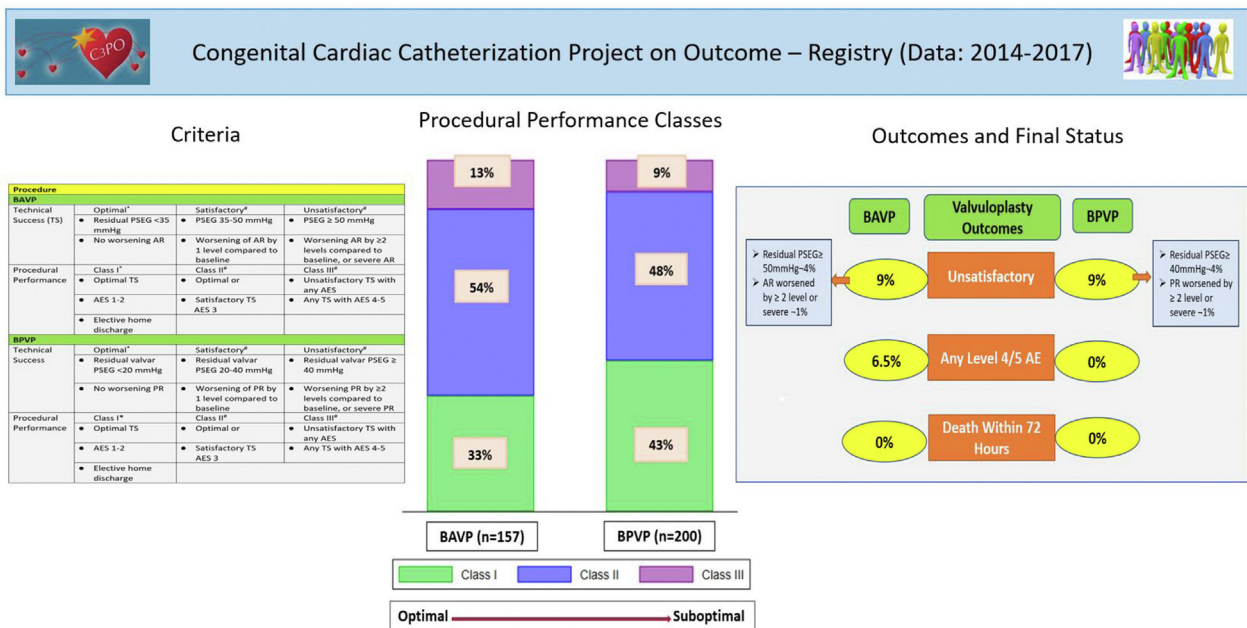 C3PO
Congenital Cardiac Catheterization Project on Outcome – Registry (Data: 2014-2017)
Criteria
Procedure
BAVP
Technical Success (TS)
Optimal*
Satisfactory#
Unsatisfactory#
• Residual PSEG <35 mmHg
• PSEG 35-50 mmHg
• PSEG ≥ 50 mmHg
• No worsening AR
• Worsening of AR by 1 level compared to baseline
• Worsening AR by ≥2 levels compared to baseline, or severe AR
Procedural Performance
Class I*
Class II#
Class III#
• Optimal TS
• Optimal or
• Unsatisfactory TS with any AES
• AES 1-2
• Satisfactory TS AES 3
• Any TS with AES 4-5
• Elective home discharge
BPVP
Technical Success
Optimal*
Satisfactory#
Unsatisfactory#
• Residual valvar PSEG <20 mmHg
• Residual valvar PSEG 20-40 mmHg
• Residual valvar PSEG ≥ 40 mmHg
• No worsening PR
• Worsening of PR by 1 level compared to baseline
• Worsening PR by ≥2 levels compared to baseline, or severe PR
Procedural Performance
Class I*
Class II#
Class III#
• Optimal TS
• Optimal or
• Unsatisfactory TS with any AES
• AES 1-2
• Satisfactory TS AES 3
• Any TS with AES 4-5
• Elective home discharge
Procedural Performance Classes
13%
54%
33%
9%
48%
43%
BAVP (n=157)
BPVP (n=200)
Class I
Class II
Class III
Optimal
Suboptimal
Outcomes and Final Status
BAVP
Valvuloplasty
Outcomes
BPVP
➢ Residual PSEG≥
50mmHg~4%
➢ AR worsened
by ≥ 2 level or
severe ~1%
9%
Unsatisfactory
9%
➢ Residual PSEG≥
40mmHg~4%
➢ PR worsened by
≥ 2 level or
severe ~1%
6.5%
Any Level 4/5 AE
0%
0%
Death Within 72
Hours
0%